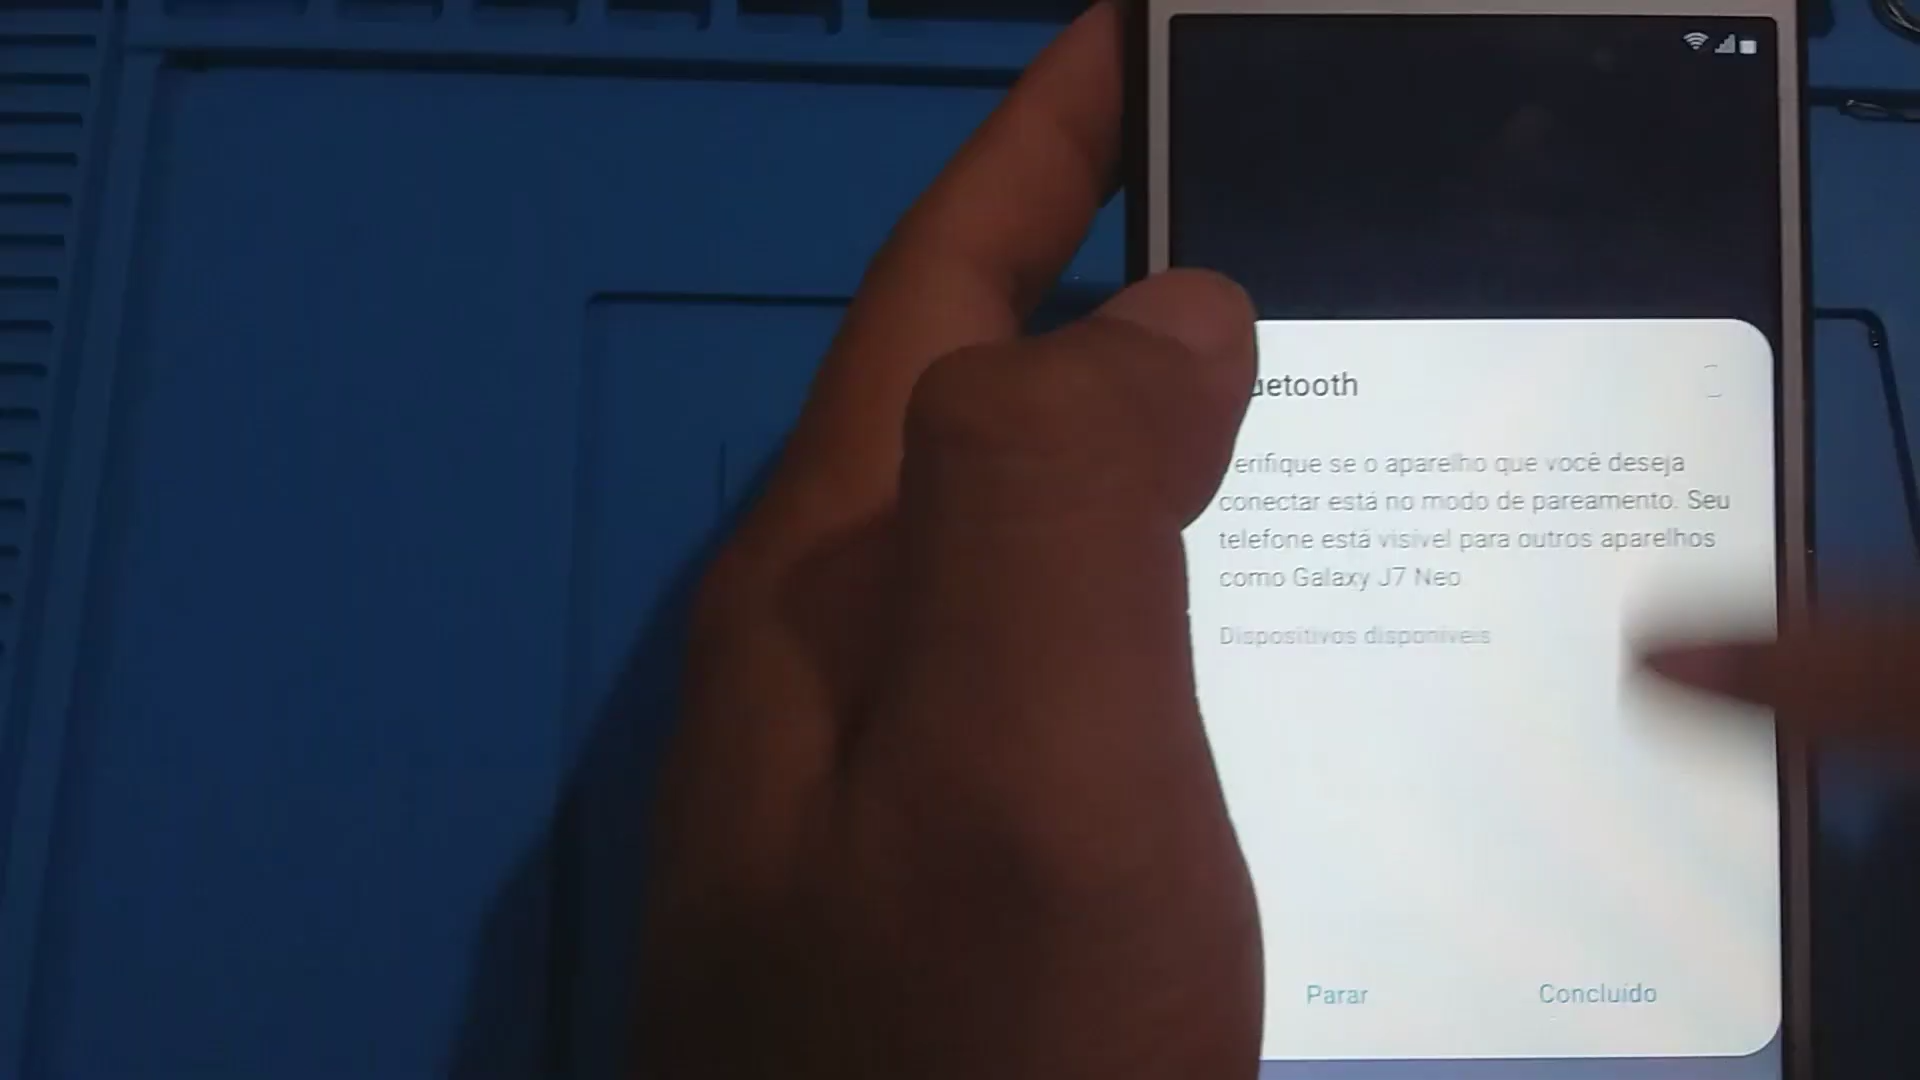 uetooth
erifique se o aparelho que você deseja
conectar está no modo de pareamento. Seu
telefone está visível para outros aparelhos
como Galaxy J7 Neo.
Dispositivos disponíveis
Parar
Concluído